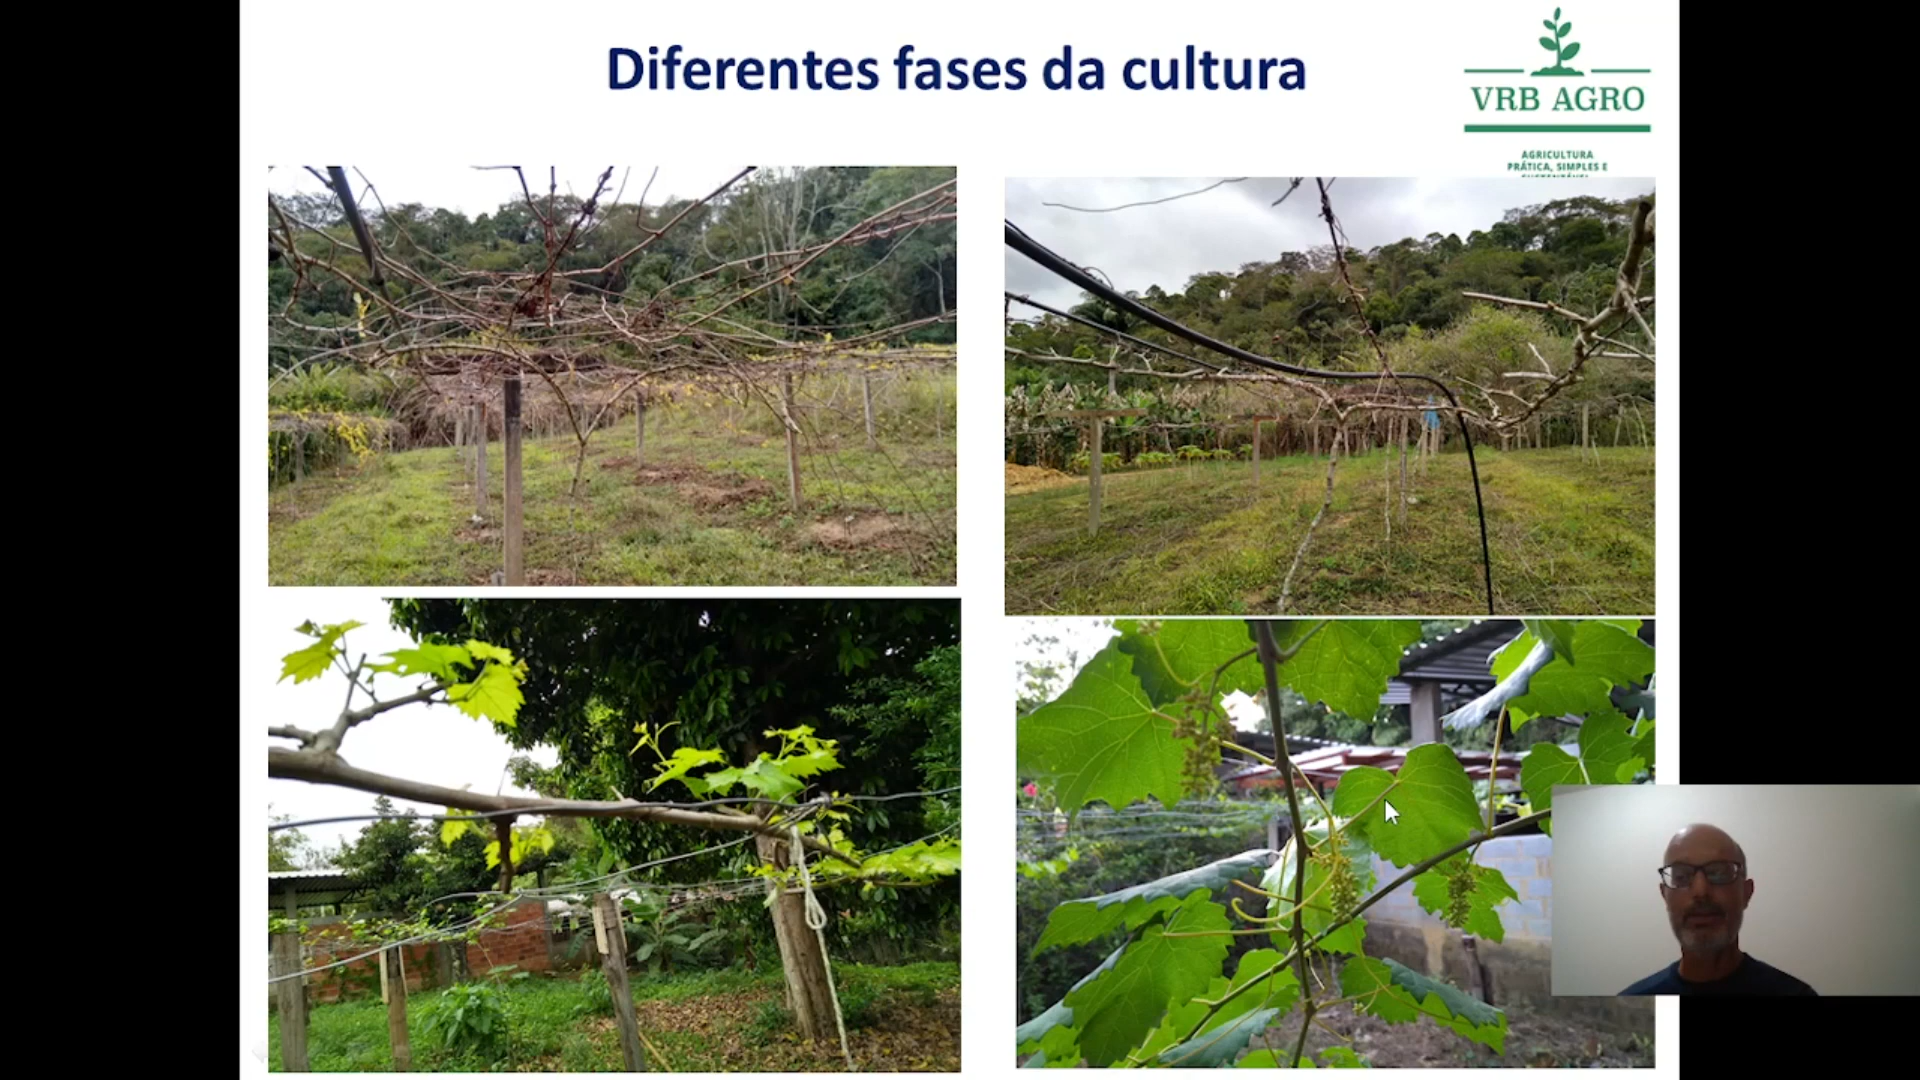 Diferentes fases da cultura
VRB AGRO
AGRICULTURA
PRÁTICA, SIMPLES E